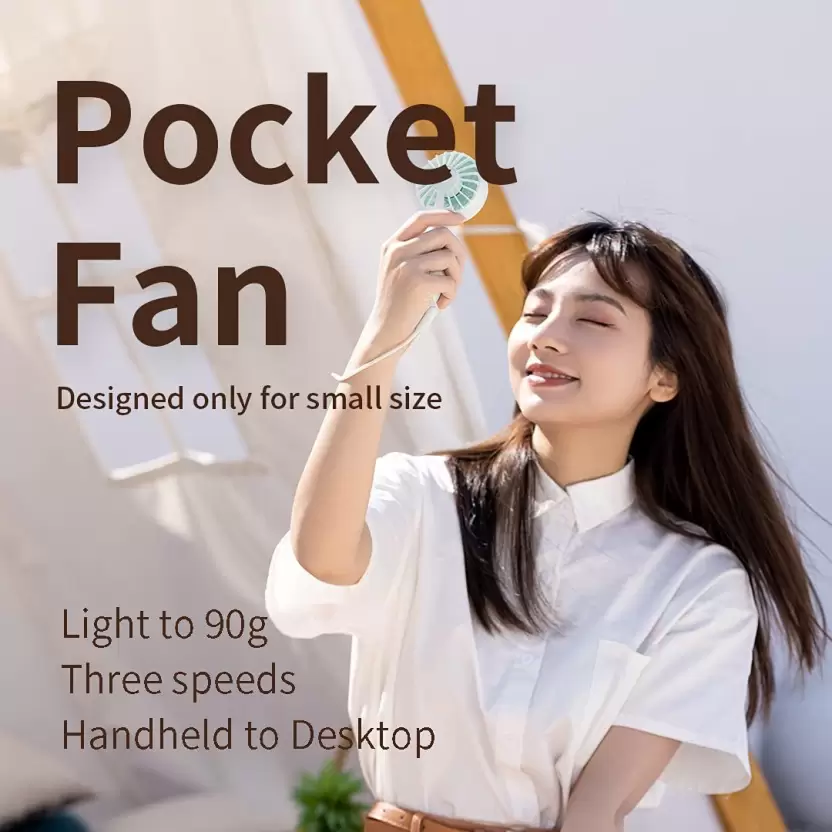 Pocket
Fan
Designed only for small size
Light to 90g
Three speeds
Handheld to Desktop